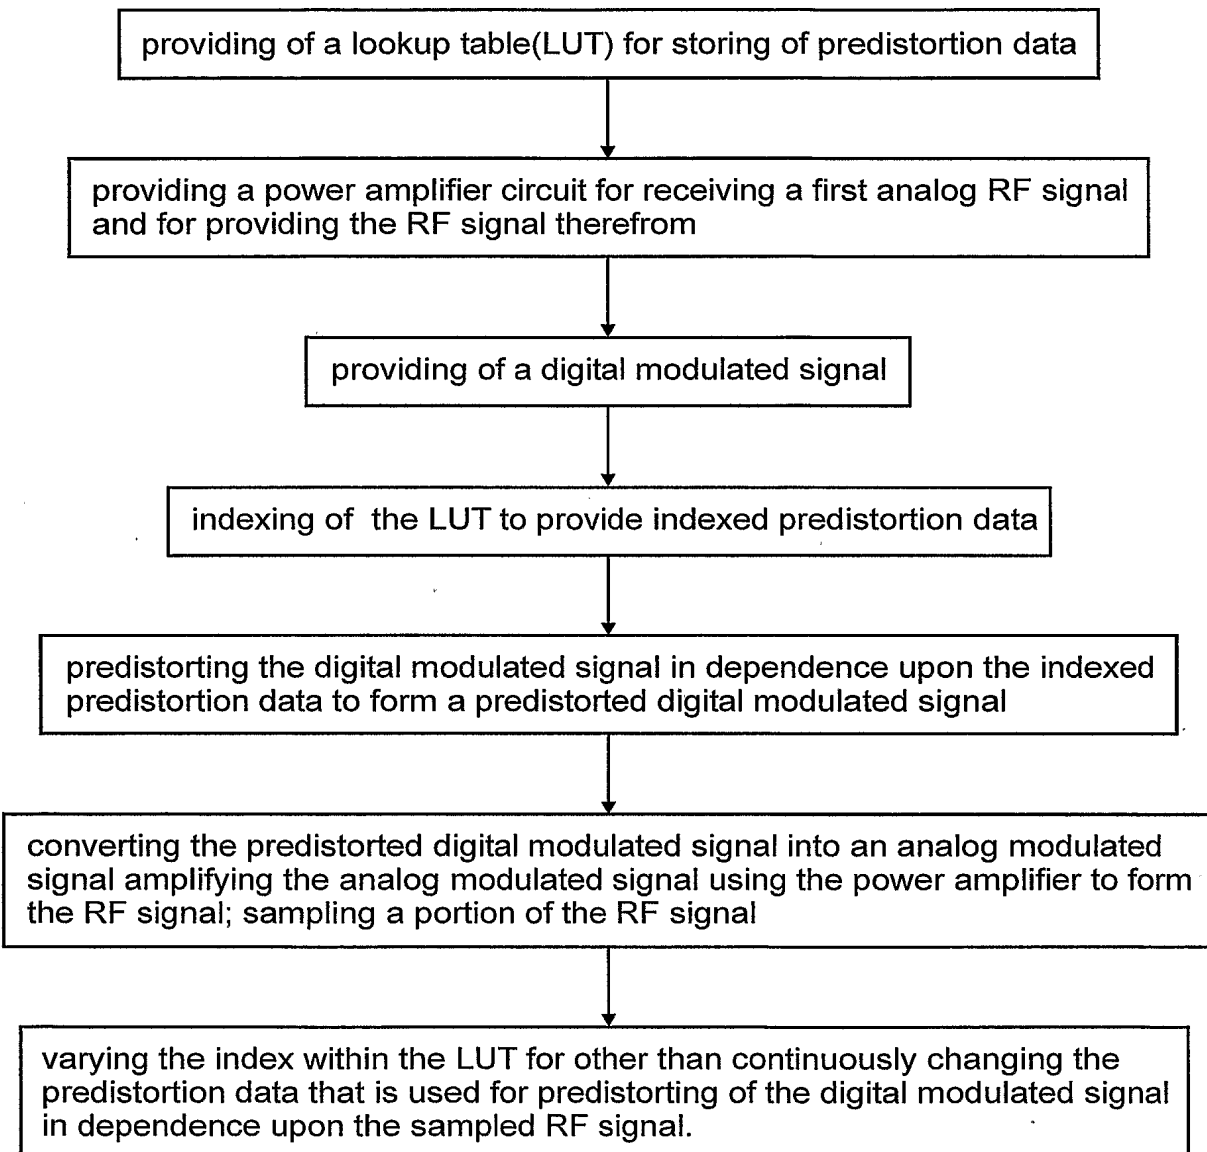 providing of a lookup table(LUT) for storing of predistortion data
providing a power amplifier circuit for receiving a first analog RF signal
and for providing the RF signal therefrom
providing of a digital modulated signal
indexing of the LUT to provide indexed predistortion data
predistorting the digital modulated signal in dependence upon the indexed
predistortion data to form a predistorted digital modulated signal
converting the predistorted digital modulated signal into an analog modulated
signal amplifying the analog modulated signal using the power amplifier to form
the RF signal; sampling a portion of the RF signal
varying the index within the LUT for other than continuously changing the
predistortion data that is used for predistorting of the digital modulated signal
in dependence upon the sampled RF signal.